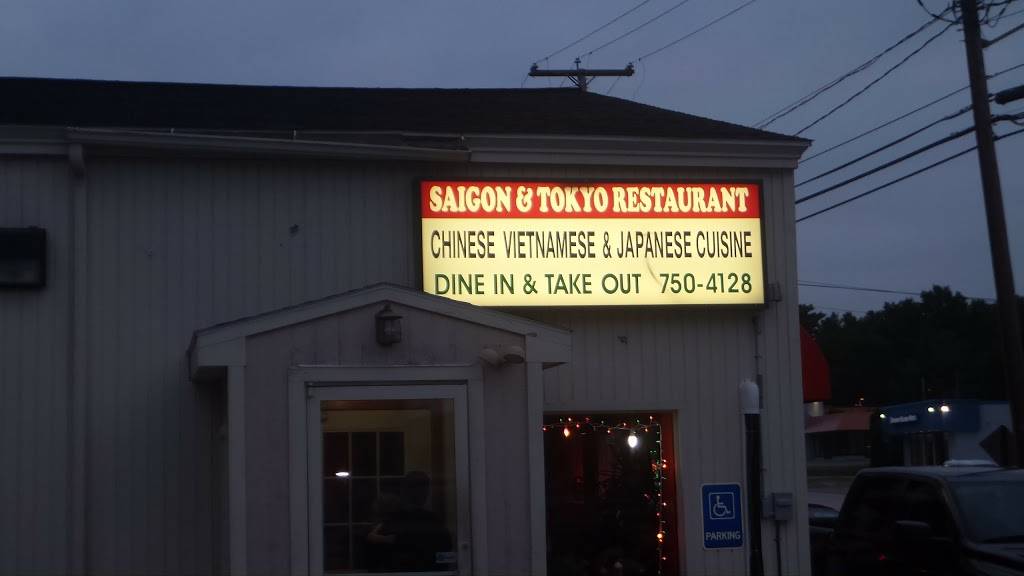 SAIGON & TOKYO RESTAURANT
CHINESE VIETNAMESE & JAPANESE CUISINE
DINE IN & TAKE OUT 750-4128
PARKING